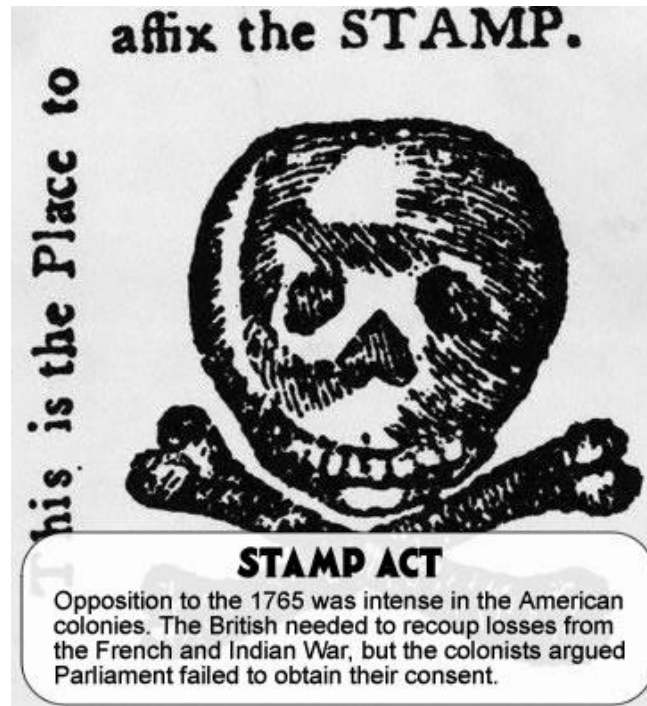 This is the Place to
affix the STAMP.
STAMP ACT
Opposition to the 1765 was intense in the American
colonies. The British needed to recoup losses from
the French and Indian War, but the colonists argued
Parliament failed to obtain their consent.